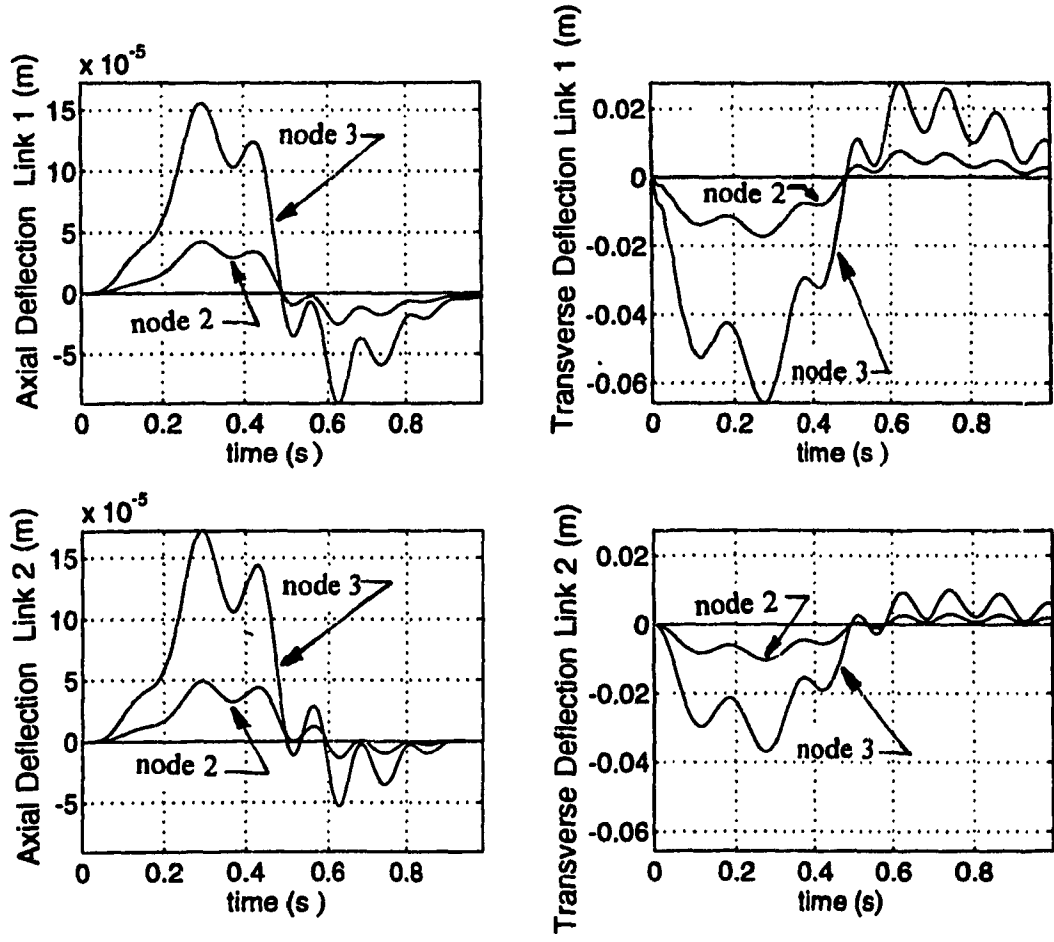 Axial Deflection Link 1 (m)
x 10-5
15
10
5
0
-5
node 3
node 2
0 0.2 0.4 0.6 0.8
time (s )
Transverse Deflection Link 1 (m)
0.02
0
-0.02
-0.04
-0.06
node 2
node 3
0 0.2 0.4 0.6 0.8
time (s )
Axial Deflection Link 2 (m)
x 10-5
15
10
5
0
-5
node 3
node 2
0 0.2 0.4 0.6 0.8
time (s )
Transverse Deflection Link 2 (m)
0.02
0
-0.02
-0.04
-0.06
node 2
node 3
0 0.2 0.4 0.6 0.8
time (s)